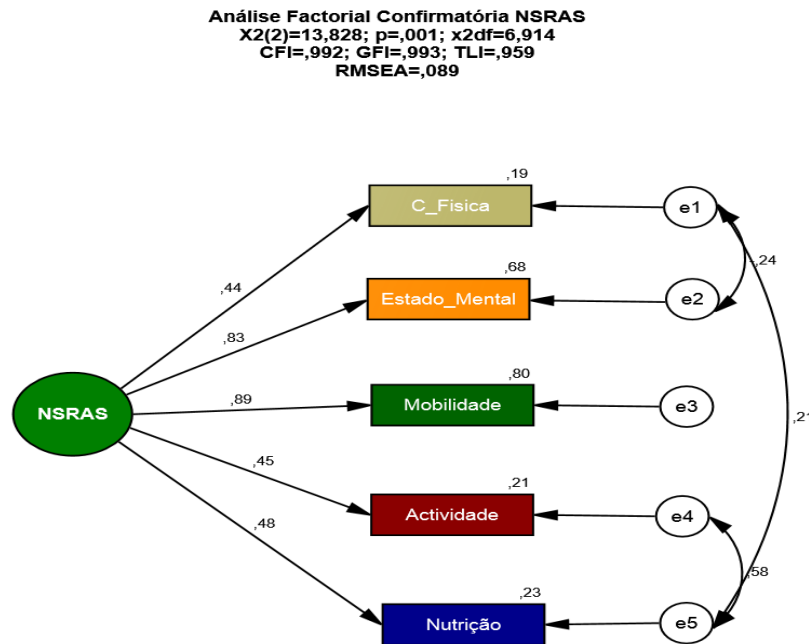 Análise Factorial Confirmatória NSRAS
X2(2)=13,828; p=,001; x2df=6,914
CFI=,992; GFI=,993; TLI=,959
RMSEA=,089
,19
C_Fisica
e1
,44
,68
-,24
Estado_Mental
e2
,83
,80
NSRAS
,89
Mobilidade
e3
,21
,45
,21
Actividade
e4
,48
,58
,23
Nutrição
e5